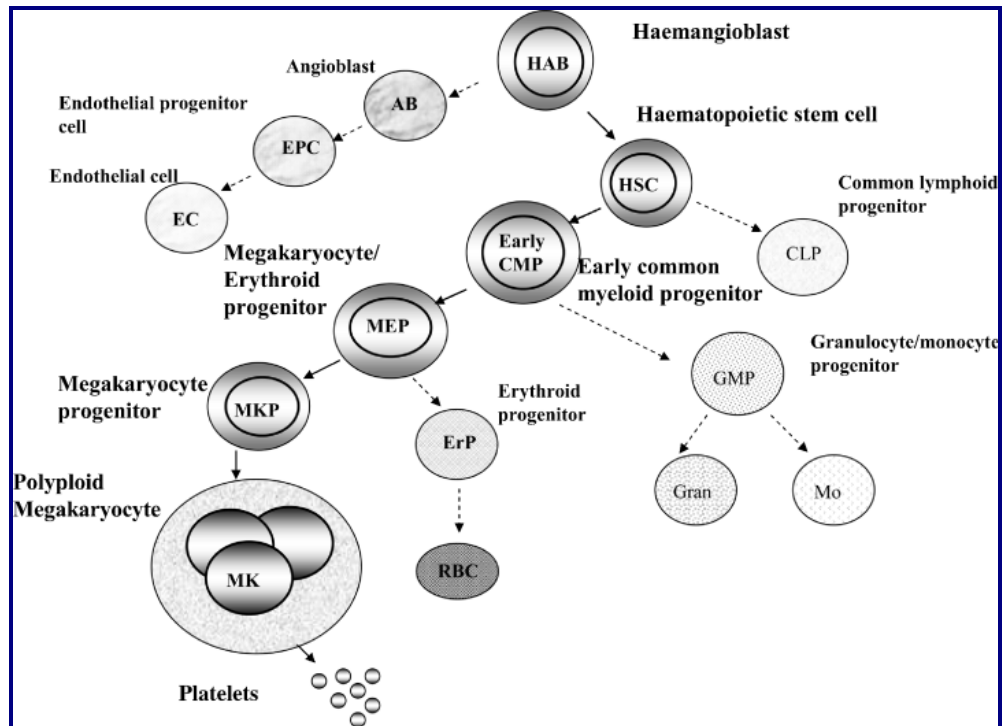 Haemangioblast
HAB
Angioblast
AB
Endothelial progenitor
cell
EPC
Haematopoietic stem cell
HSC
Endothelial cell
EC
Common lymphoid
progenitor
CLP
Early
CMP
Early common
myeloid progenitor
Megakaryocyte/
Erythroid
progenitor
MEP
Granulocyte/monocyte
progenitor
GMP
Megakaryocyte
progenitor
MKP
Erythroid
progenitor
ErP
Gran
Mo
Polyploid
Megakaryocyte
MK
RBC
Platelets